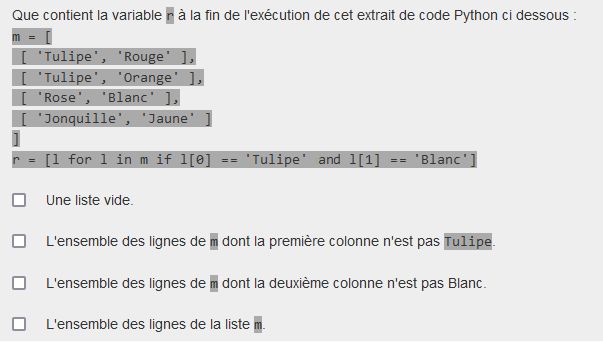 Que contient la variable r à la fin de l'exécution de cet extrait de code Python ci dessous :
m = [
[ 'Tulipe', 'Rouge' ],
[ 'Tulipe', 'Orange' ],
[ 'Rose', 'Blanc' ],
[ 'Jonquille', 'Jaune' ]
]
r = [l for l in m if l[0] == 'Tulipe' and l[1] == 'Blanc']
Une liste vide.
L'ensemble des lignes de m dont la première colonne n'est pas Tulipe.
L'ensemble des lignes de m dont la deuxième colonne n'est pas Blanc.
L'ensemble des lignes de la liste m.